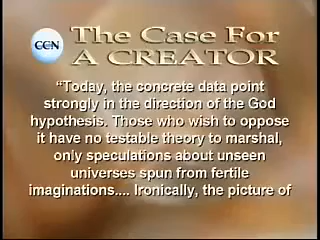 CCN
The Case For
A CREATOR
“Today, the concrete data point
strongly in the direction of the God
hypothesis. Those who wish to oppose
it have no testable theory to marshal,
only speculations about unseen
universes spun from fertile
imaginations.... Ironically, the picture of